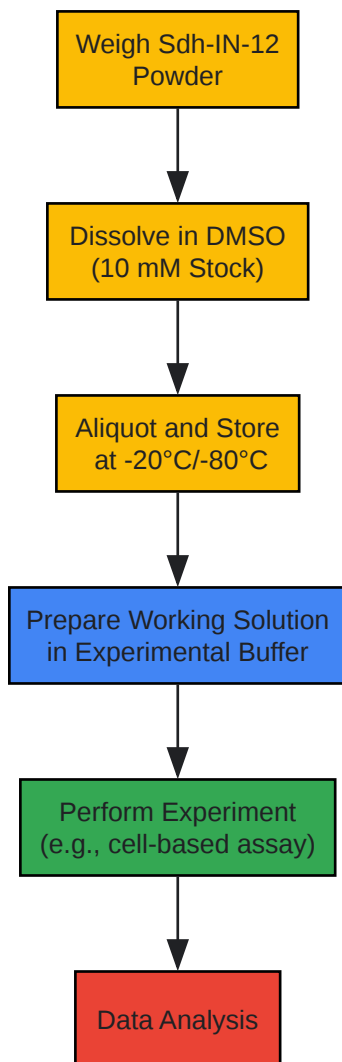 Weigh Sdh-IN-12
Powder
Dissolve in DMSO
(10 mM Stock)
Aliquot and Store
at -20°C/-80°C
Prepare Working Solution
in Experimental Buffer
Perform Experiment
(e.g., cell-based assay)
Data Analysis